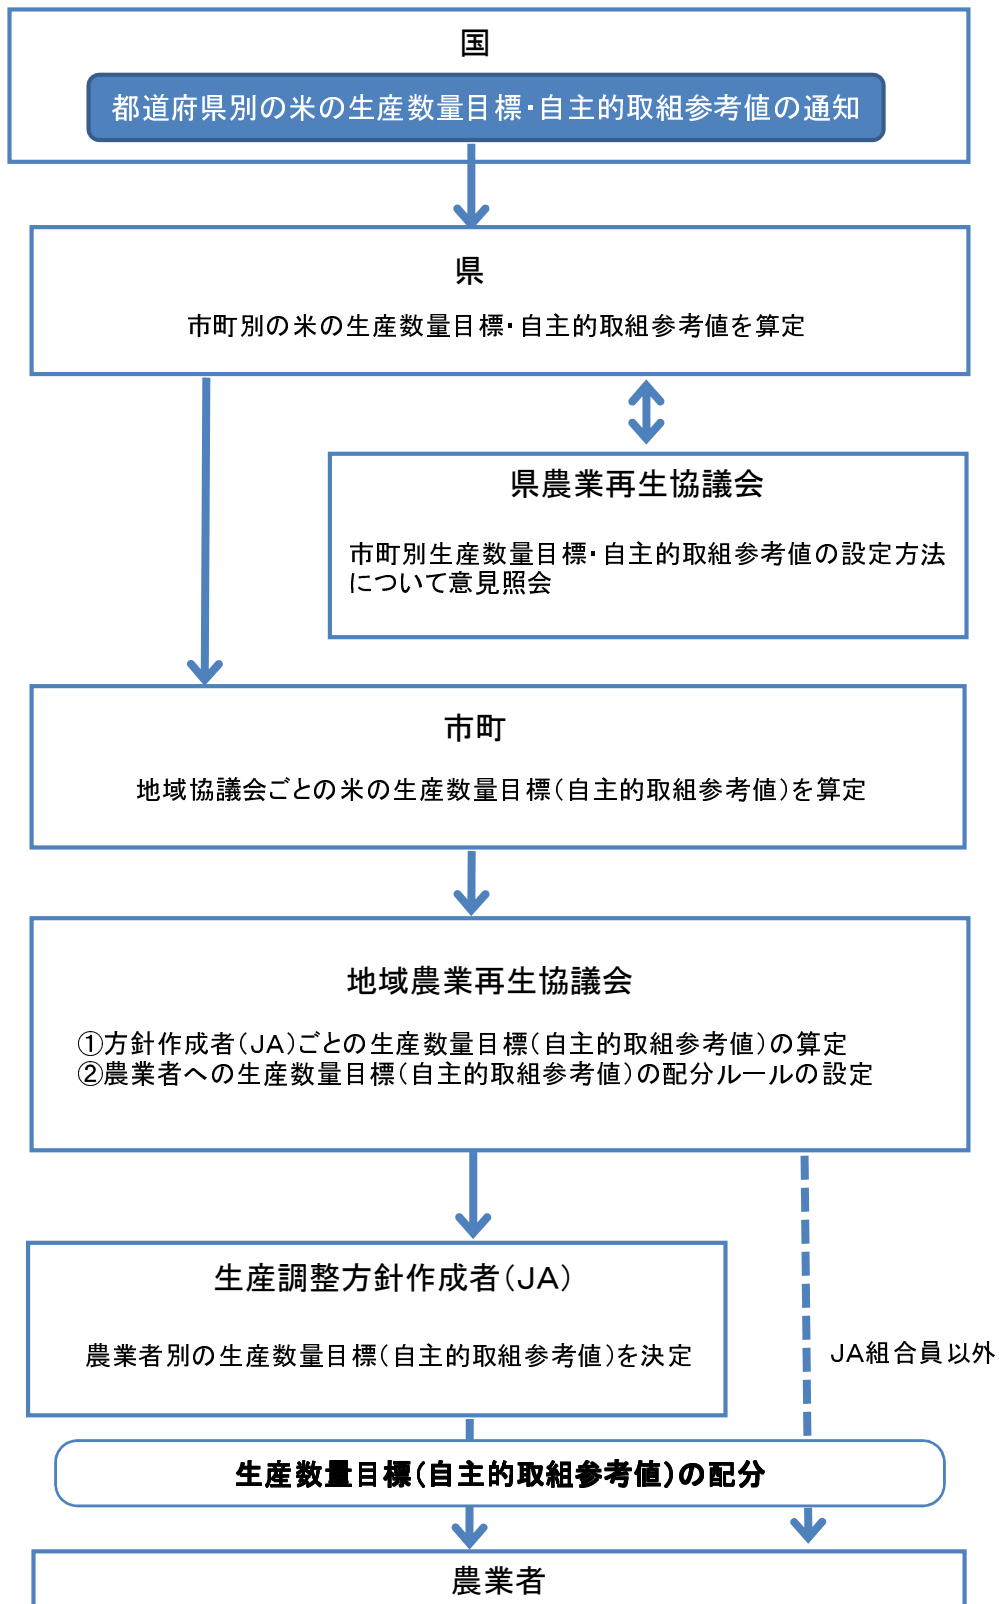 国
都道府県別の米の生産数量目標・自主的取組参考値の通知
県
市町別の米の生産数量目標・自主的取組参考値を算定
県農業再生協議会
市町別生産数量目標・自主的取組参考値の設定方法
について意見照会
市町
地域協議会ごとの米の生産数量目標（自主的取組参考値）を算定
地域農業再生協議会
①方針作成者（ＪＡ）ごとの生産数量目標（自主的取組参考値）の算定
②農業者への生産数量目標（自主的取組参考値）の配分ルールの設定
生産調整方針作成者（ＪＡ）
農業者別の生産数量目標（自主的取組参考値）を決定
ＪＡ組合員以外
生産数量目標（自主的取組参考値）の配分
農業者